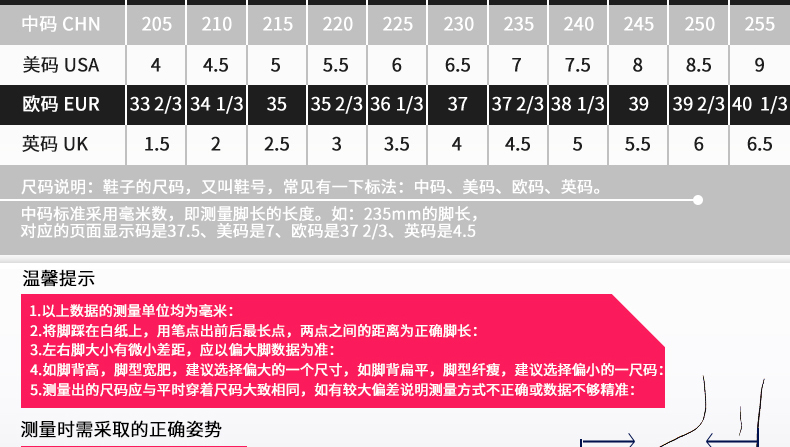 中码 CHN 205 210 215 220 225 230 235 240 245 250 255
美码 USA 4 4.5 5 5.5 6 6.5 7 7.5 8 8.5 9
欧码 EUR 33 2/3 34 1/3 35 35 2/3 36 1/3 37 37 2/3 38 1/3 39 39 2/3 40 1/3
英码 UK 1.5 2 2.5 3 3.5 4 4.5 5 5.5 6 6.5
尺码说明：鞋子的尺码，又叫鞋号，常见有一下标法：中码、美码、欧码、英码。
中码标准采用毫米数，即测量脚长的长度。如：235mm的脚长，
对应的页面显示码是37.5、美码是7、欧码是37 2/3、英码是4.5
温馨提示
1.以上数据的测量单位均为毫米：
2.将脚踩在白纸上，用笔点出前后最长点，两点之间的距离为正确脚长：
3.左右脚大小有微小差距，应以偏大脚数据为准：
4.如脚背高，脚型宽肥，建议选择偏大的一个尺寸，如脚背扁平，脚型纤瘦，建议选择偏小的一尺码：
5.测量出的尺码应与平时穿着尺码大致相同，如有较大偏差说明测量方式不正确或数据不够精准：
测量时需采取的正确姿势